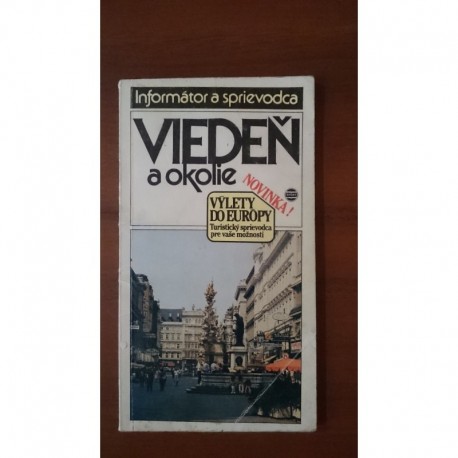 Informátor a sprievodca
VIEDEŇ
a okolie
NOVINKA!
VÝLETY
DO EURÓPY
Turistický sprievodca
pre vaše možnosti